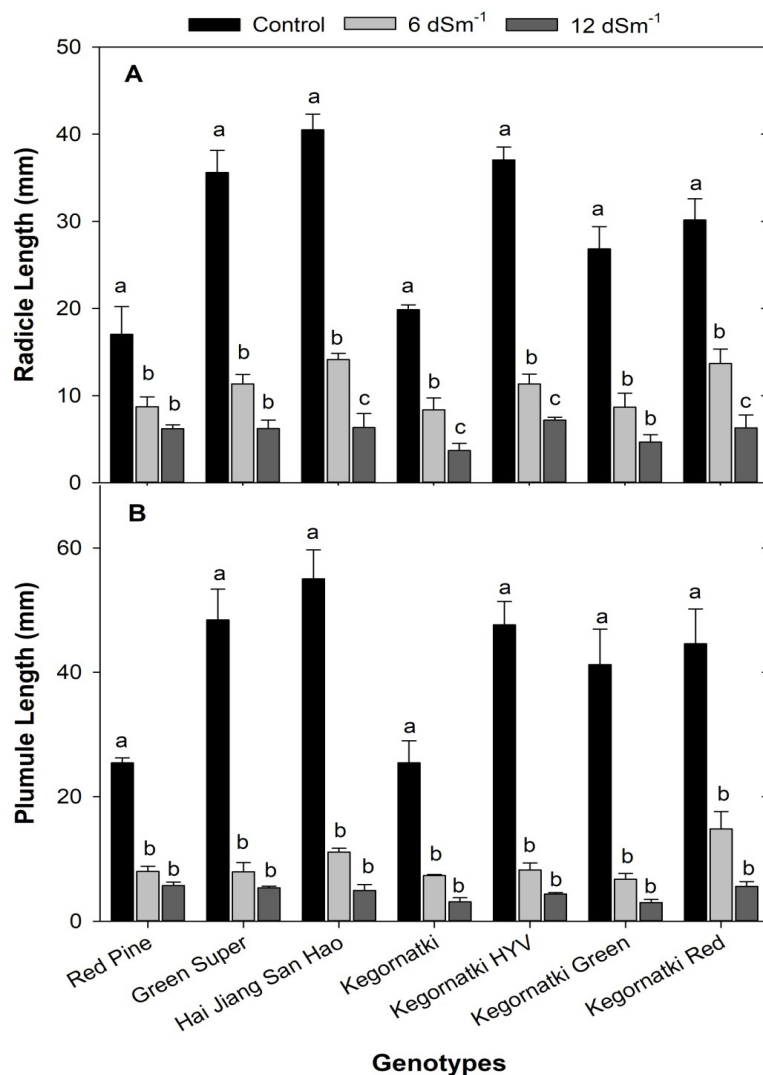 Control 6 dSm⁻¹ 12 dSm⁻¹
50
A
a
a
a
a
a
a
a
40
30
20
10
0
b b
b b
b c
b c
b c
b b
b c
Radicle Length (mm)
B
a
a
a
a
a
a
a
60
40
20
0
b b
b b
b b
b b
b b
b b
b b
Plumule Length (mm)
Red Pine
Green Super
Hai Jiang San Hao
Kegornatki
Kegornatki HYV
Kegornatki Green
Kegornatki Red
Genotypes